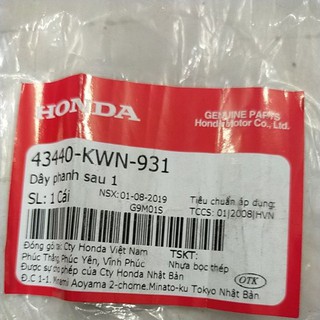 HONDA
GENUINE PARTS
Honda Motor Co., Ltd.
43440-KWN-931
Dây phanh sau 1
SL: 1 Cái
NSX: 01-08-2019
G9M01S
Tiêu chuẩn áp dụng:
TCCS: 01|2008|HVN
Đóng gói tại: Cty Honda Việt Nam
Phúc Thắng, Phúc Yên, Vĩnh Phúc
TSKT:
Nhựa bọc thép
Được sự cho phép của Cty Honda Nhật Bản
Đ.C 1-1, Minami Aoyama 2-chome, Minato-ku Tokyo Nhật Bản
OTK